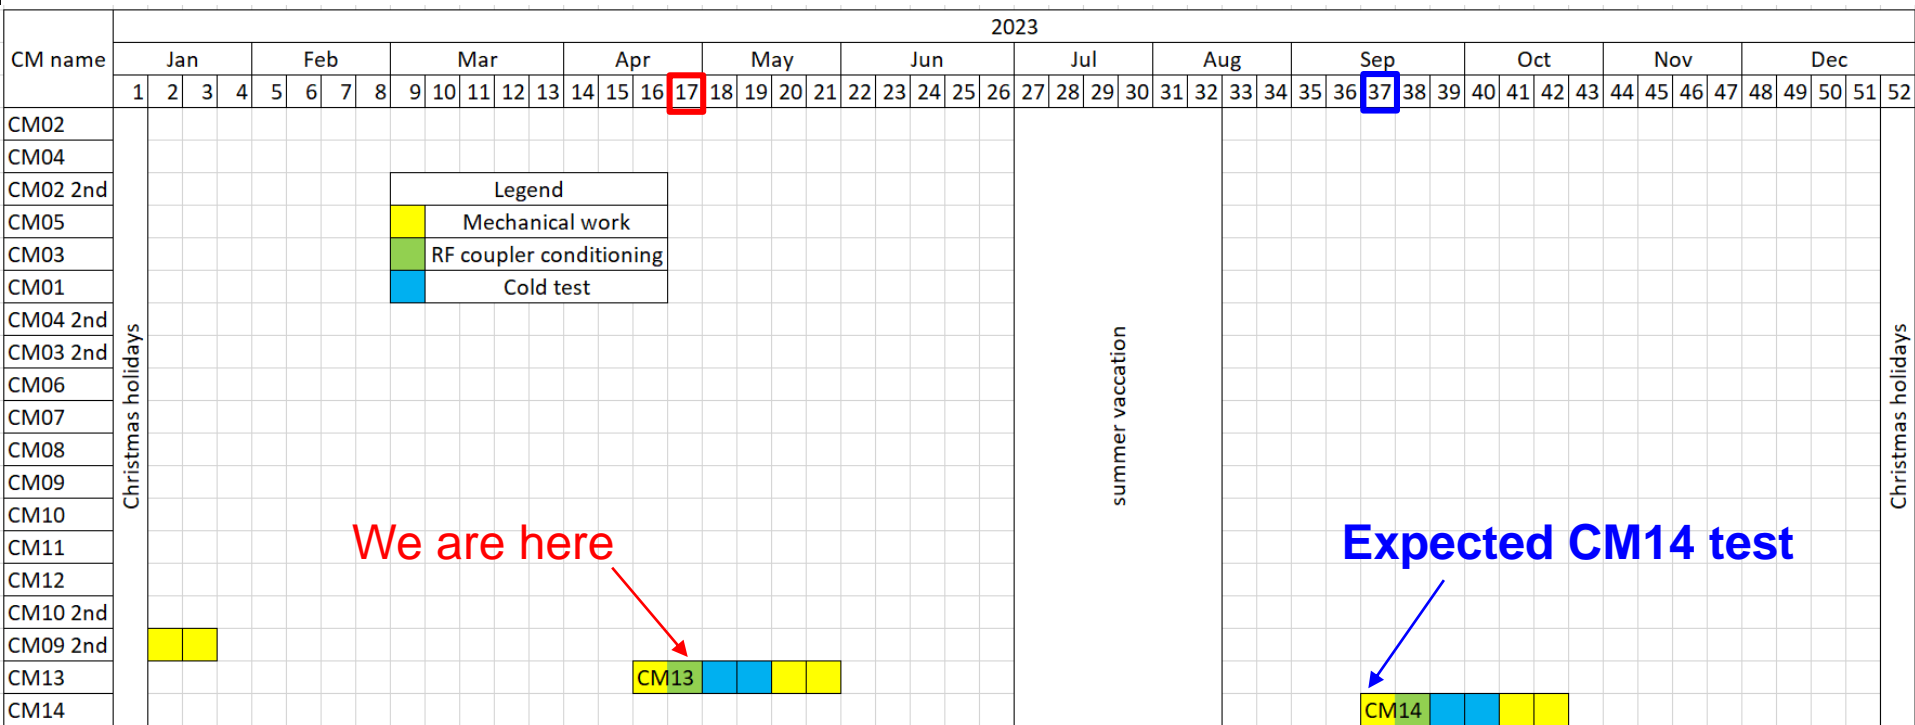 2023
CM name Jan Feb Mar Apr May Jun Jul Aug Sep Oct Nov Dec
1 2 3 4 5 6 7 8 9 10 11 12 13 14 15 16 17 18 19 20 21 22 23 24 25 26 27 28 29 30 31 32 33 34 35 36 37 38 39 40 41 42 43 44 45 46 47 48 49 50 51 52
CM02
CM04
CM02 2nd
CM05
CM03
CM01
CM04 2nd
CM03 2nd
CM06
CM07
CM08
CM09
CM10
CM11
CM12
CM10 2nd
CM09 2nd
CM13
CM14
Christmas holidays
Legend
Mechanical work
RF coupler conditioning
Cold test
We are here
CM13
summer vaccation
Expected CM14 test
CM14
Christmas holidays